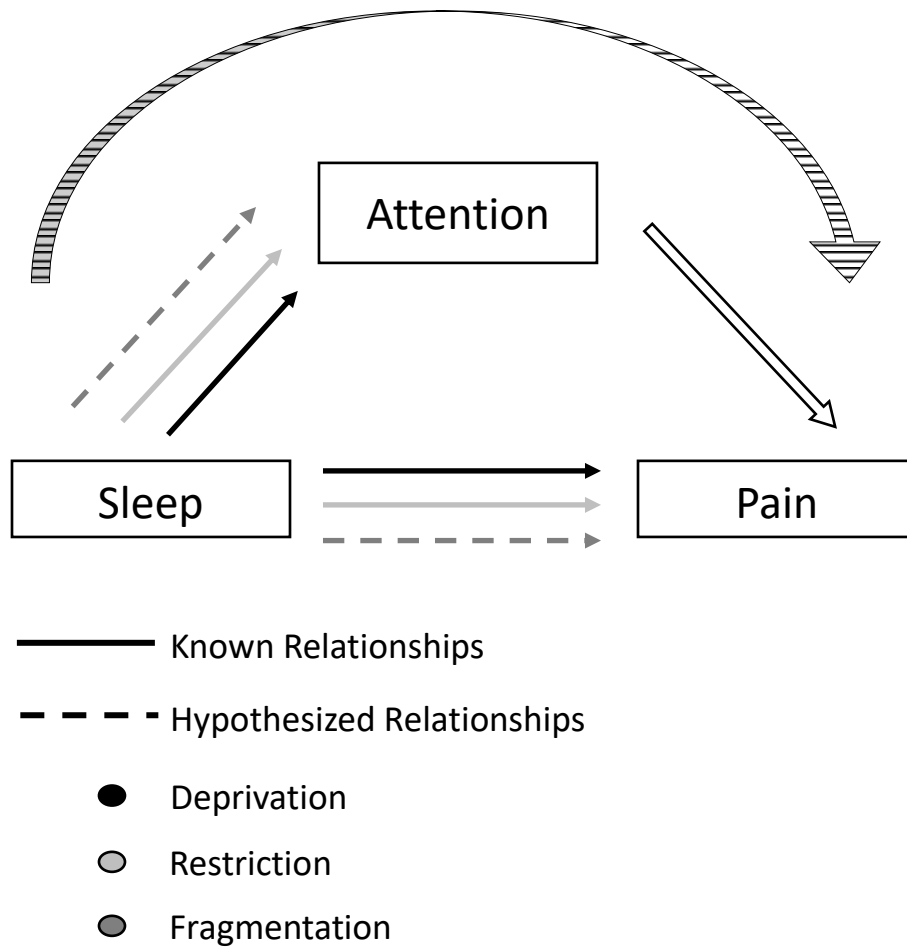 Attention
Sleep
Pain
Known Relationships
Hypothesized Relationships
Deprivation
Restriction
Fragmentation